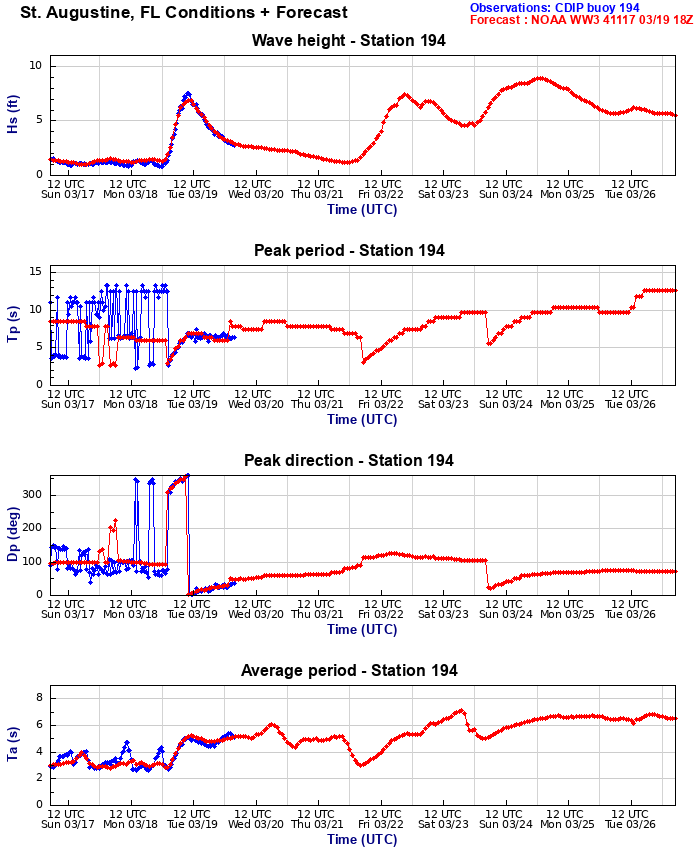 St. Augustine, FL Conditions + Forecast
Observations: CDIP buoy 194
Forecast : NOAA WW3 41117 03/19 18Z
Wave height - Station 194
Hs (ft)
10
5
0
12 UTC 12 UTC 12 UTC 12 UTC 12 UTC 12 UTC 12 UTC 12 UTC 12 UTC 12 UTC
Sun 03/17 Mon 03/18 Tue 03/19 Wed 03/20 Thu 03/21 Fri 03/22 Sat 03/23 Sun 03/24 Mon 03/25 Tue 03/26
Time (UTC)
Peak period - Station 194
Tp (s)
15
10
5
0
12 UTC 12 UTC 12 UTC 12 UTC 12 UTC 12 UTC 12 UTC 12 UTC 12 UTC 12 UTC
Sun 03/17 Mon 03/18 Tue 03/19 Wed 03/20 Thu 03/21 Fri 03/22 Sat 03/23 Sun 03/24 Mon 03/25 Tue 03/26
Time (UTC)
Peak direction - Station 194
Dp (deg)
300
200
100
0
12 UTC 12 UTC 12 UTC 12 UTC 12 UTC 12 UTC 12 UTC 12 UTC 12 UTC 12 UTC
Sun 03/17 Mon 03/18 Tue 03/19 Wed 03/20 Thu 03/21 Fri 03/22 Sat 03/23 Sun 03/24 Mon 03/25 Tue 03/26
Time (UTC)
Average period - Station 194
Ta (s)
8
6
4
2
0
12 UTC 12 UTC 12 UTC 12 UTC 12 UTC 12 UTC 12 UTC 12 UTC 12 UTC 12 UTC
Sun 03/17 Mon 03/18 Tue 03/19 Wed 03/20 Thu 03/21 Fri 03/22 Sat 03/23 Sun 03/24 Mon 03/25 Tue 03/26
Time (UTC)